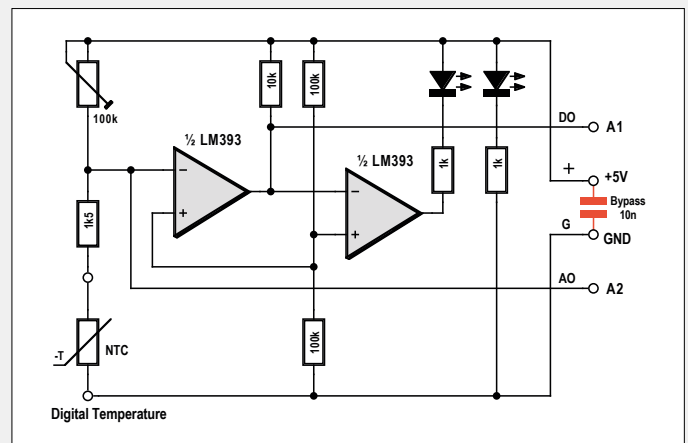 100k
10k
100k
½ LM393
½ LM393
1k
1k
DO
A1
+
+5V
Bypass
10n
G
GND
1k5
−
+
−
+
AO
A2
-T
NTC
100k
Digital Temperature